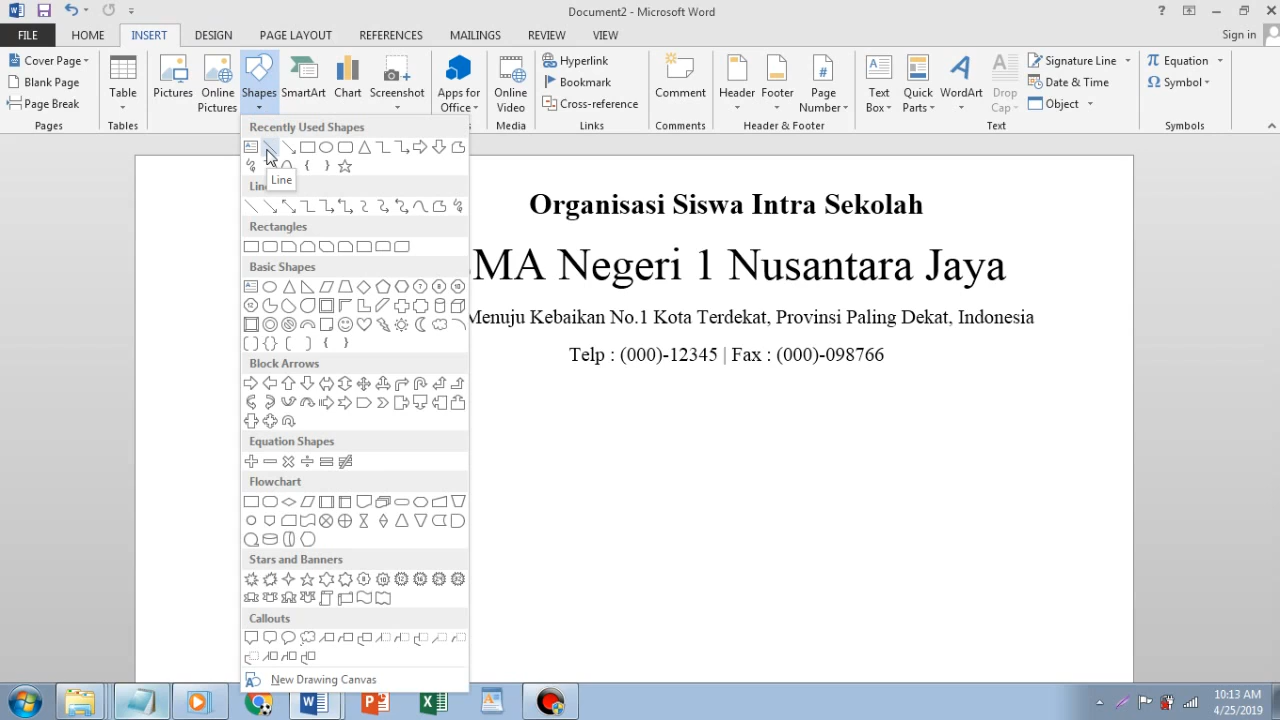 Document2 - Microsoft Word
FILE HOME INSERT DESIGN PAGE LAYOUT REFERENCES MAILINGS REVIEW VIEW Sign in
Cover Page
Blank Page
Page Break
Pages
Table
Tables
Pictures
Online Pictures
Shapes
SmartArt
Chart
Screenshot
Apps for Office
Online Video
Media
Hyperlink
Bookmark
Cross-reference
Links
Comment
Comments
Header
Footer
Page Number
Header & Footer
Text Box
Quick Parts
WordArt
Drop Cap
Signature Line
Date & Time
Object
Text
Equation
Symbol
Symbols
Recently Used Shapes
Line
Rectangles
Basic Shapes
Block Arrows
Equation Shapes
Flowchart
Stars and Banners
Callouts
New Drawing Canvas
Organisasi Siswa Intra Sekolah
SMA Negeri 1 Nusantara Jaya
Menuju Kebaikan No.1 Kota Terdekat, Provinsi Paling Dekat, Indonesia
Telp : (000)-12345 | Fax : (000)-098766
10:13 AM
4/25/2019